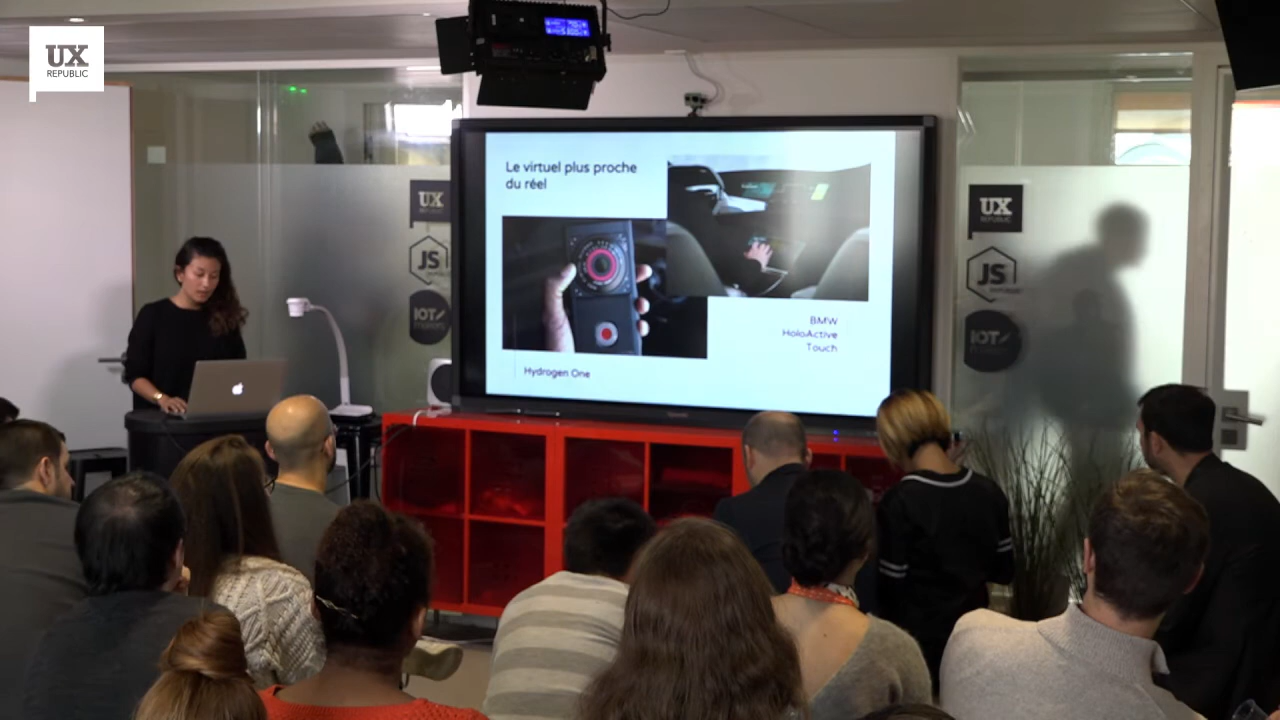 UX
REPUBLIC
Le virtuel plus proche
du réel
BMW
HoloActive
Touch
Hydrogen One
UX
JS
IOT
UX
REPUBLIC
JS
IOT